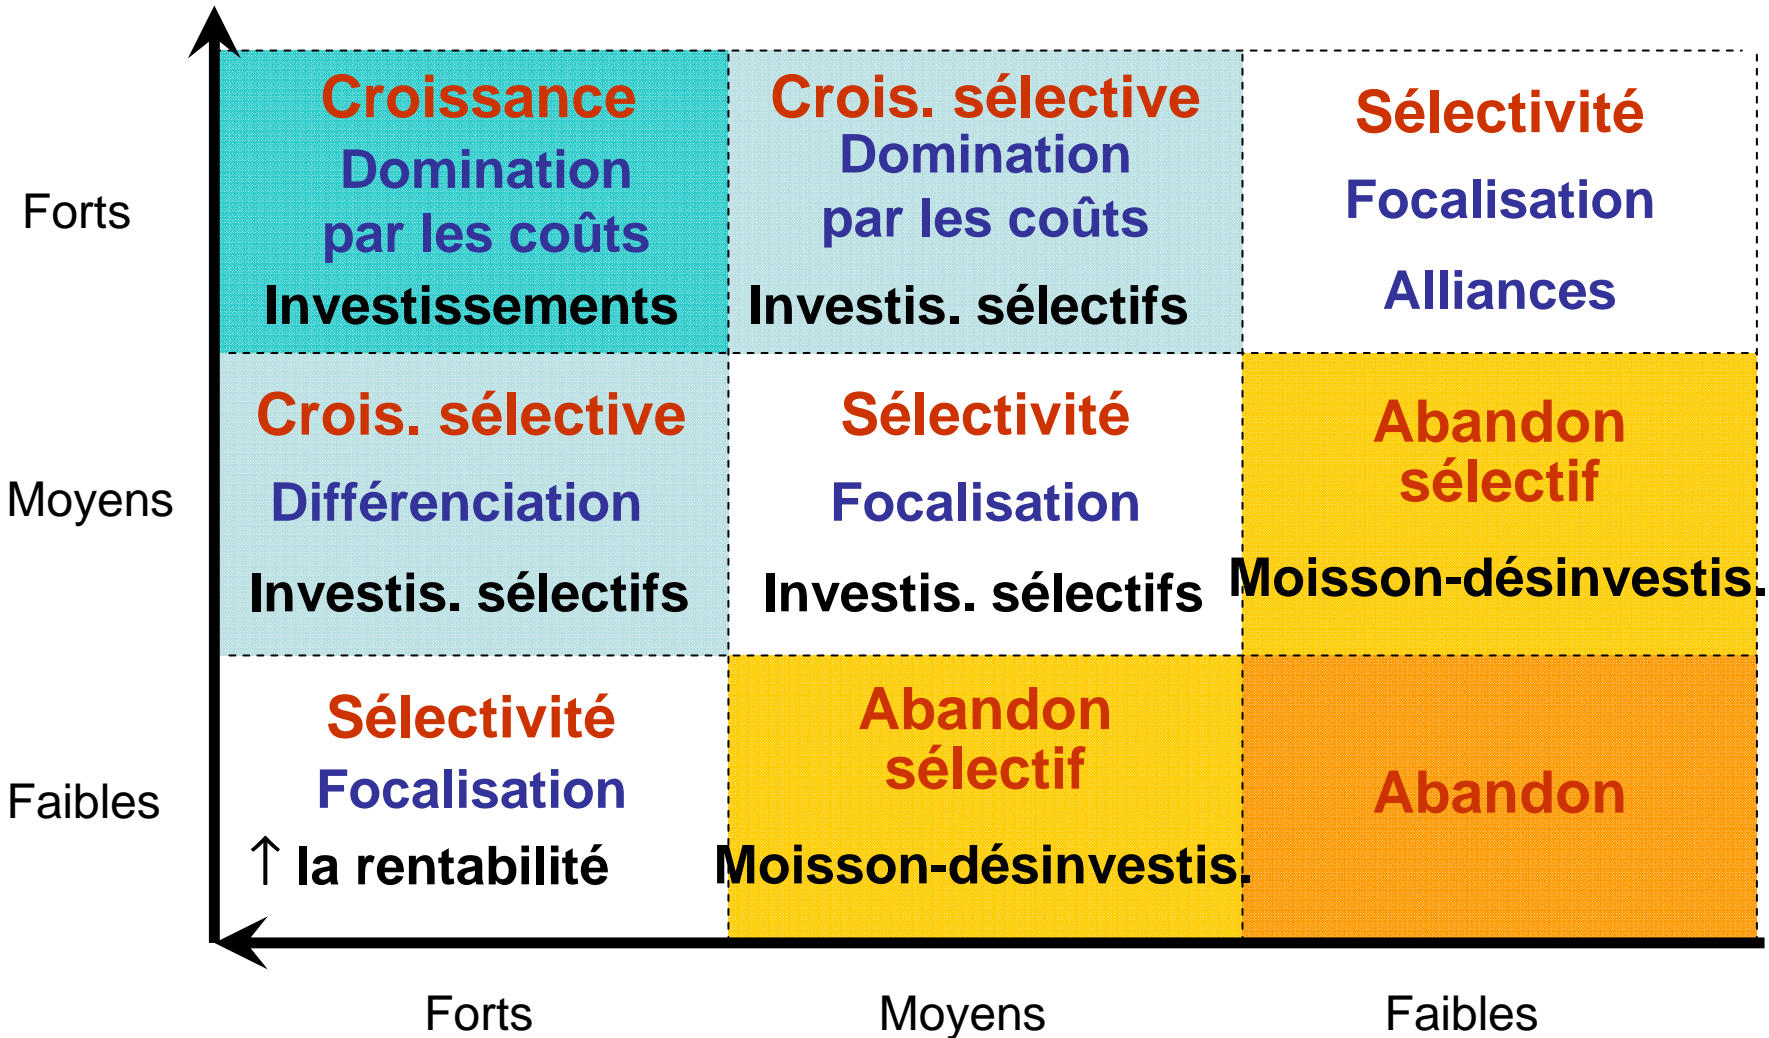 Forts
Croissance
Domination
par les coûts
Investissements
Crois. sélective
Domination
par les coûts
Investis. sélectifs
Sélectivité
Focalisation
Alliances
Moyens
Crois. sélective
Différenciation
Investis. sélectifs
Sélectivité
Focalisation
Investis. sélectifs
Abandon
sélectif
Moisson-désinvestis.
Faibles
Sélectivité
Focalisation
↑ la rentabilité
Abandon
sélectif
Moisson-désinvestis.
Abandon
Forts
Moyens
Faibles